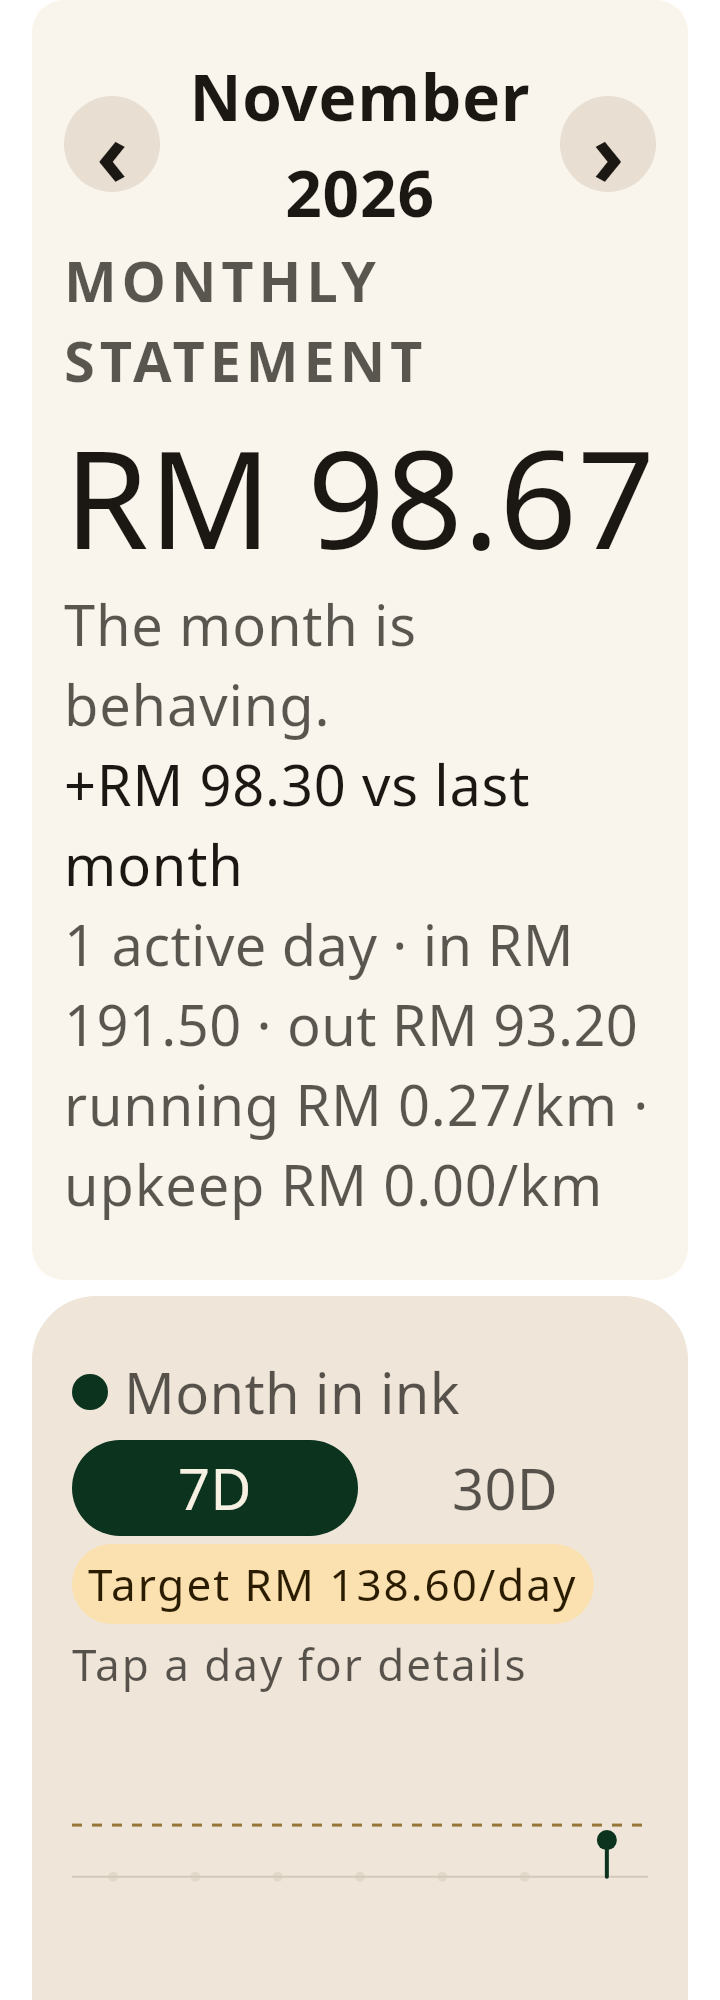 ‹
November
2026
›
MONTHLY
STATEMENT
RM 98.67
The month is
behaving.
+RM 98.30 vs last
month
1 active day · in RM
191.50 · out RM 93.20
running RM 0.27/km ·
upkeep RM 0.00/km
Month in ink
7D 30D
Target RM 138.60/day
Tap a day for details